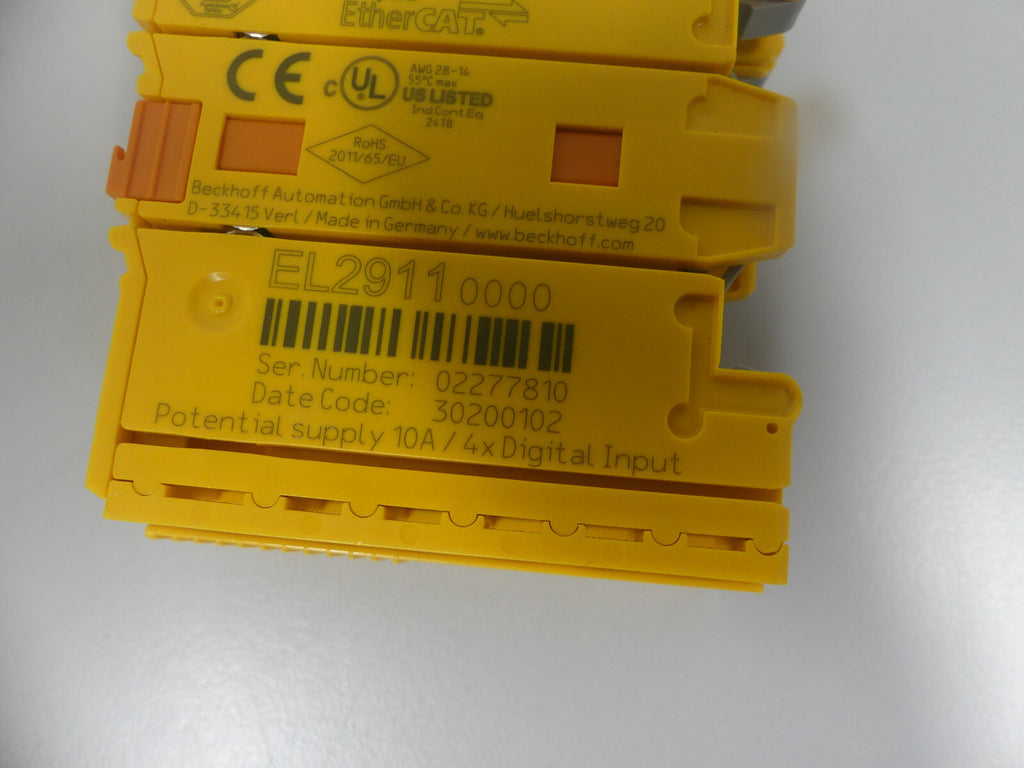 EtherCAT®
CE
c UL ® US LISTED
AWG 28-14
55°C max
Ind.Cont.Eq
24TB
RoHS
2011/65/EU
Beckhoff Automation GmbH & Co. KG / Huelshorstweg 20
D-33415 Verl / Made in Germany / www.beckhoff.com
EL2911 0000
Ser. Number: 02277810
Date Code: 30200102
Potential supply 10A / 4x Digital Input